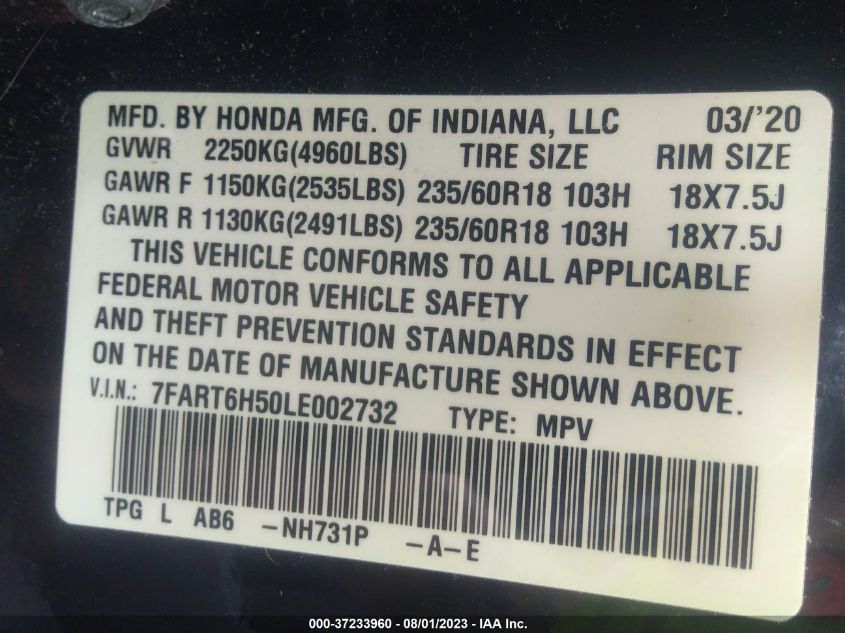 MFD. BY HONDA MFG. OF INDIANA, LLC 03/'20
GVWR 2250KG(4960LBS) TIRE SIZE RIM SIZE
GAWR F 1150KG(2535LBS) 235/60R18 103H 18X7.5J
GAWR R 1130KG(2491LBS) 235/60R18 103H 18X7.5J
THIS VEHICLE CONFORMS TO ALL APPLICABLE
FEDERAL MOTOR VEHICLE SAFETY
AND THEFT PREVENTION STANDARDS IN EFFECT
ON THE DATE OF MANUFACTURE SHOWN ABOVE.
V.I.N.: 7FART6H50LE002732 TYPE: MPV
TPG L AB6 -NH731P -A-E
000-37233960 - 08/01/2023 - IAA Inc.